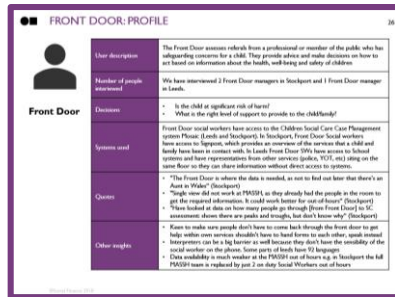 FRONT DOOR: PROFILE
26
Front Door
User description
The Front Door assesses referrals from a professional or member of the public who has
safeguarding concerns for a child. They provide advice and make decisions on how to
act based on information about the health, well-being and safety of children
Number of people
interviewed
We have interviewed 2 Front Door managers in Stockport and 1 Front Door manager
in Leeds.
Decisions
• Is the child at significant risk of harm?
• What is the right level of support to provide to the child/family?
Systems used
Front Door social workers have access to the Children Social Care Case Management
system Mosaic (Leeds and Stockport). In Stockport, Front Door Social workers
have access to Signpost, which provides an overview of the services that a child and
family have been in contact with. In Leeds Front Door SWs have access to School
systems and have representatives from other services (police, YOT, etc) siting on the
same floor so they can share information without direct access to systems.
Quotes
• "The Front Door is where the data is needed, as not to find out later that there's an
Aunt in Wales" (Stockport)
• "Single view did not work at MASSH, as they already had the people in the room to
get the required information. It could work better for out-of-hours" (Stockport)
• "Have looked at data on how many people go through [from Front Door] to SC
assessment: shows there are peaks and troughs, but don't know why" (Stockport)
Other insights
• Keen to make sure people don't have to come back through the front door to get
help: within own services shouldn't have to hand forms to each other, speak instead
• Interpreters can be a big barrier as well because they don't have the sensibility of the
social worker on the phone. Some parts of leeds have 92 languages
• Data availability is much weaker at the MASSH out of hours e.g. in Stockport the full
MASSH team is replaced by just 2 on duty Social Workers out of hours